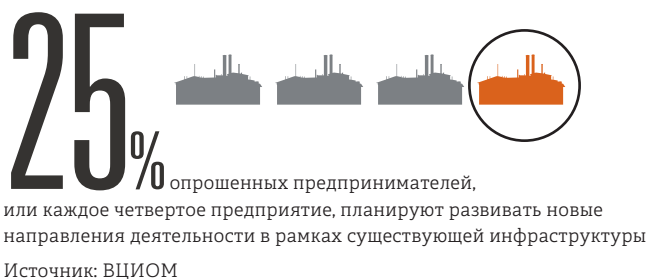 25% опрошенных предпринимателей,
или каждое четвертое предприятие, планируют развивать новые
направления деятельности в рамках существующей инфраструктуры
Источник: ВЦИОМ